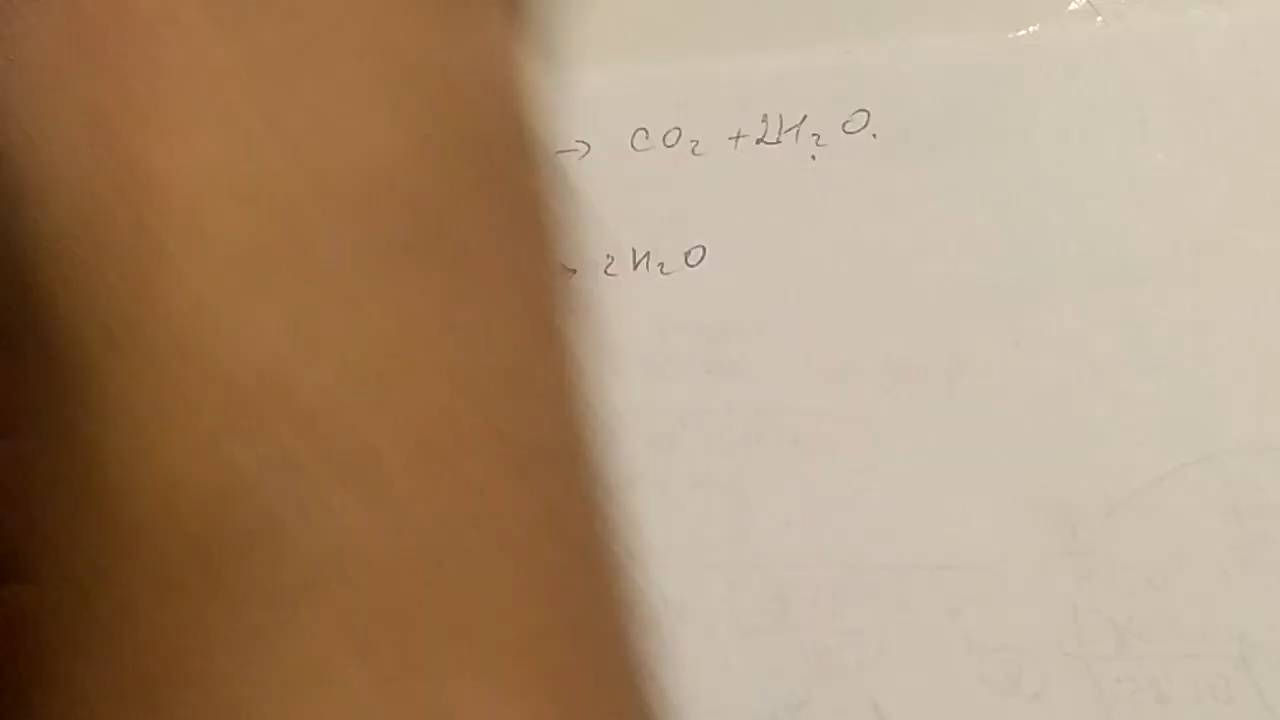 → CO₂ + 2H₂O.
→ 2H₂O